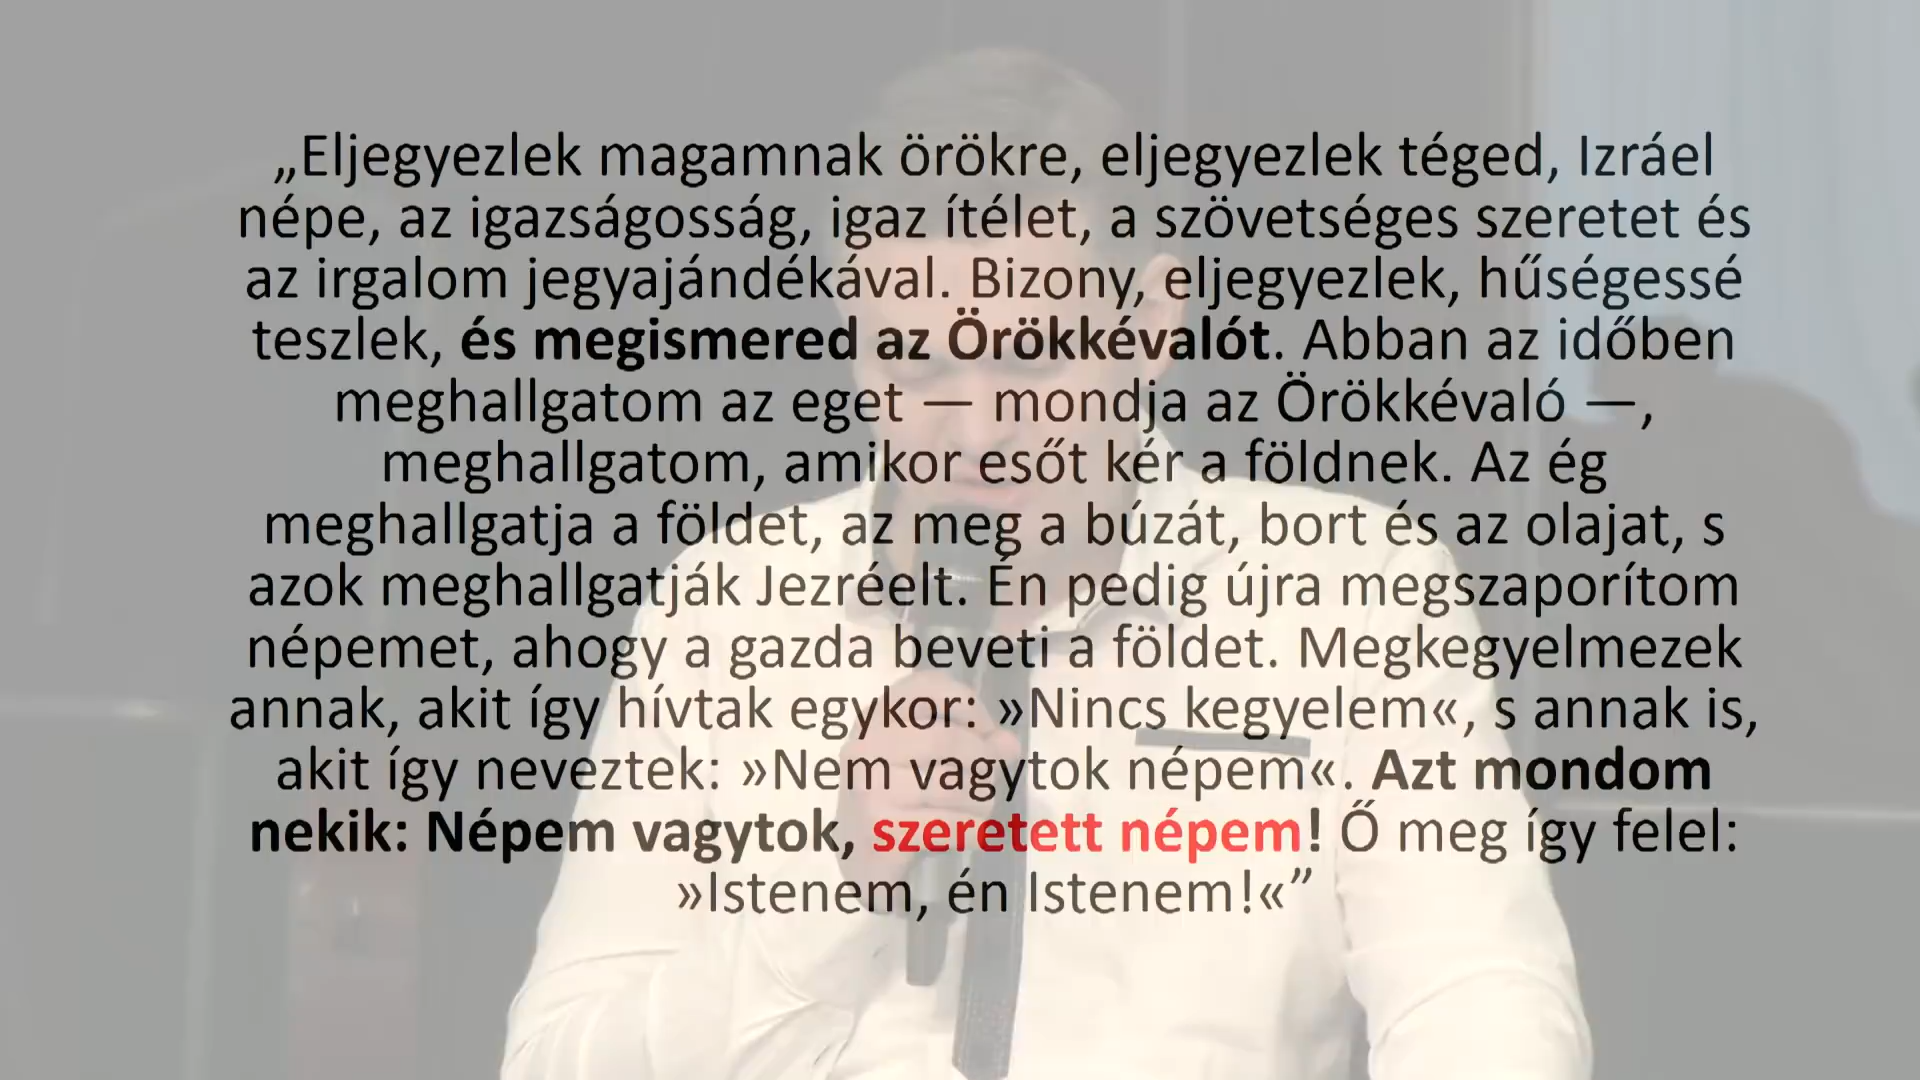 „Eljegyezlek magamnak örökre, eljegyezlek téged, Izráel
népe, az igazságosság, igaz ítélet, a szövetséges szeretet és
az irgalom jegyajándékával. Bizony, eljegyezlek, hűségessé
teszlek, és megismered az Örökkévalót. Abban az időben
meghallgatom az eget — mondja az Örökkévaló —,
meghallgatom, amikor esőt kér a földnek. Az ég
meghallgatja a földet, az meg a búzát, bort és az olajat, s
azok meghallgatják Jezréelt. Én pedig újra megszaporítom
népemet, ahogy a gazda beveti a földet. Megkegyelmezek
annak, akit így hívtak egykor: »Nincs kegyelem«, s annak is,
akit így neveztek: »Nem vagytok népem«. Azt mondom
nekik: Népem vagytok, szeretett népem! Ő meg így felel:
»Istenem, én Istenem!«”